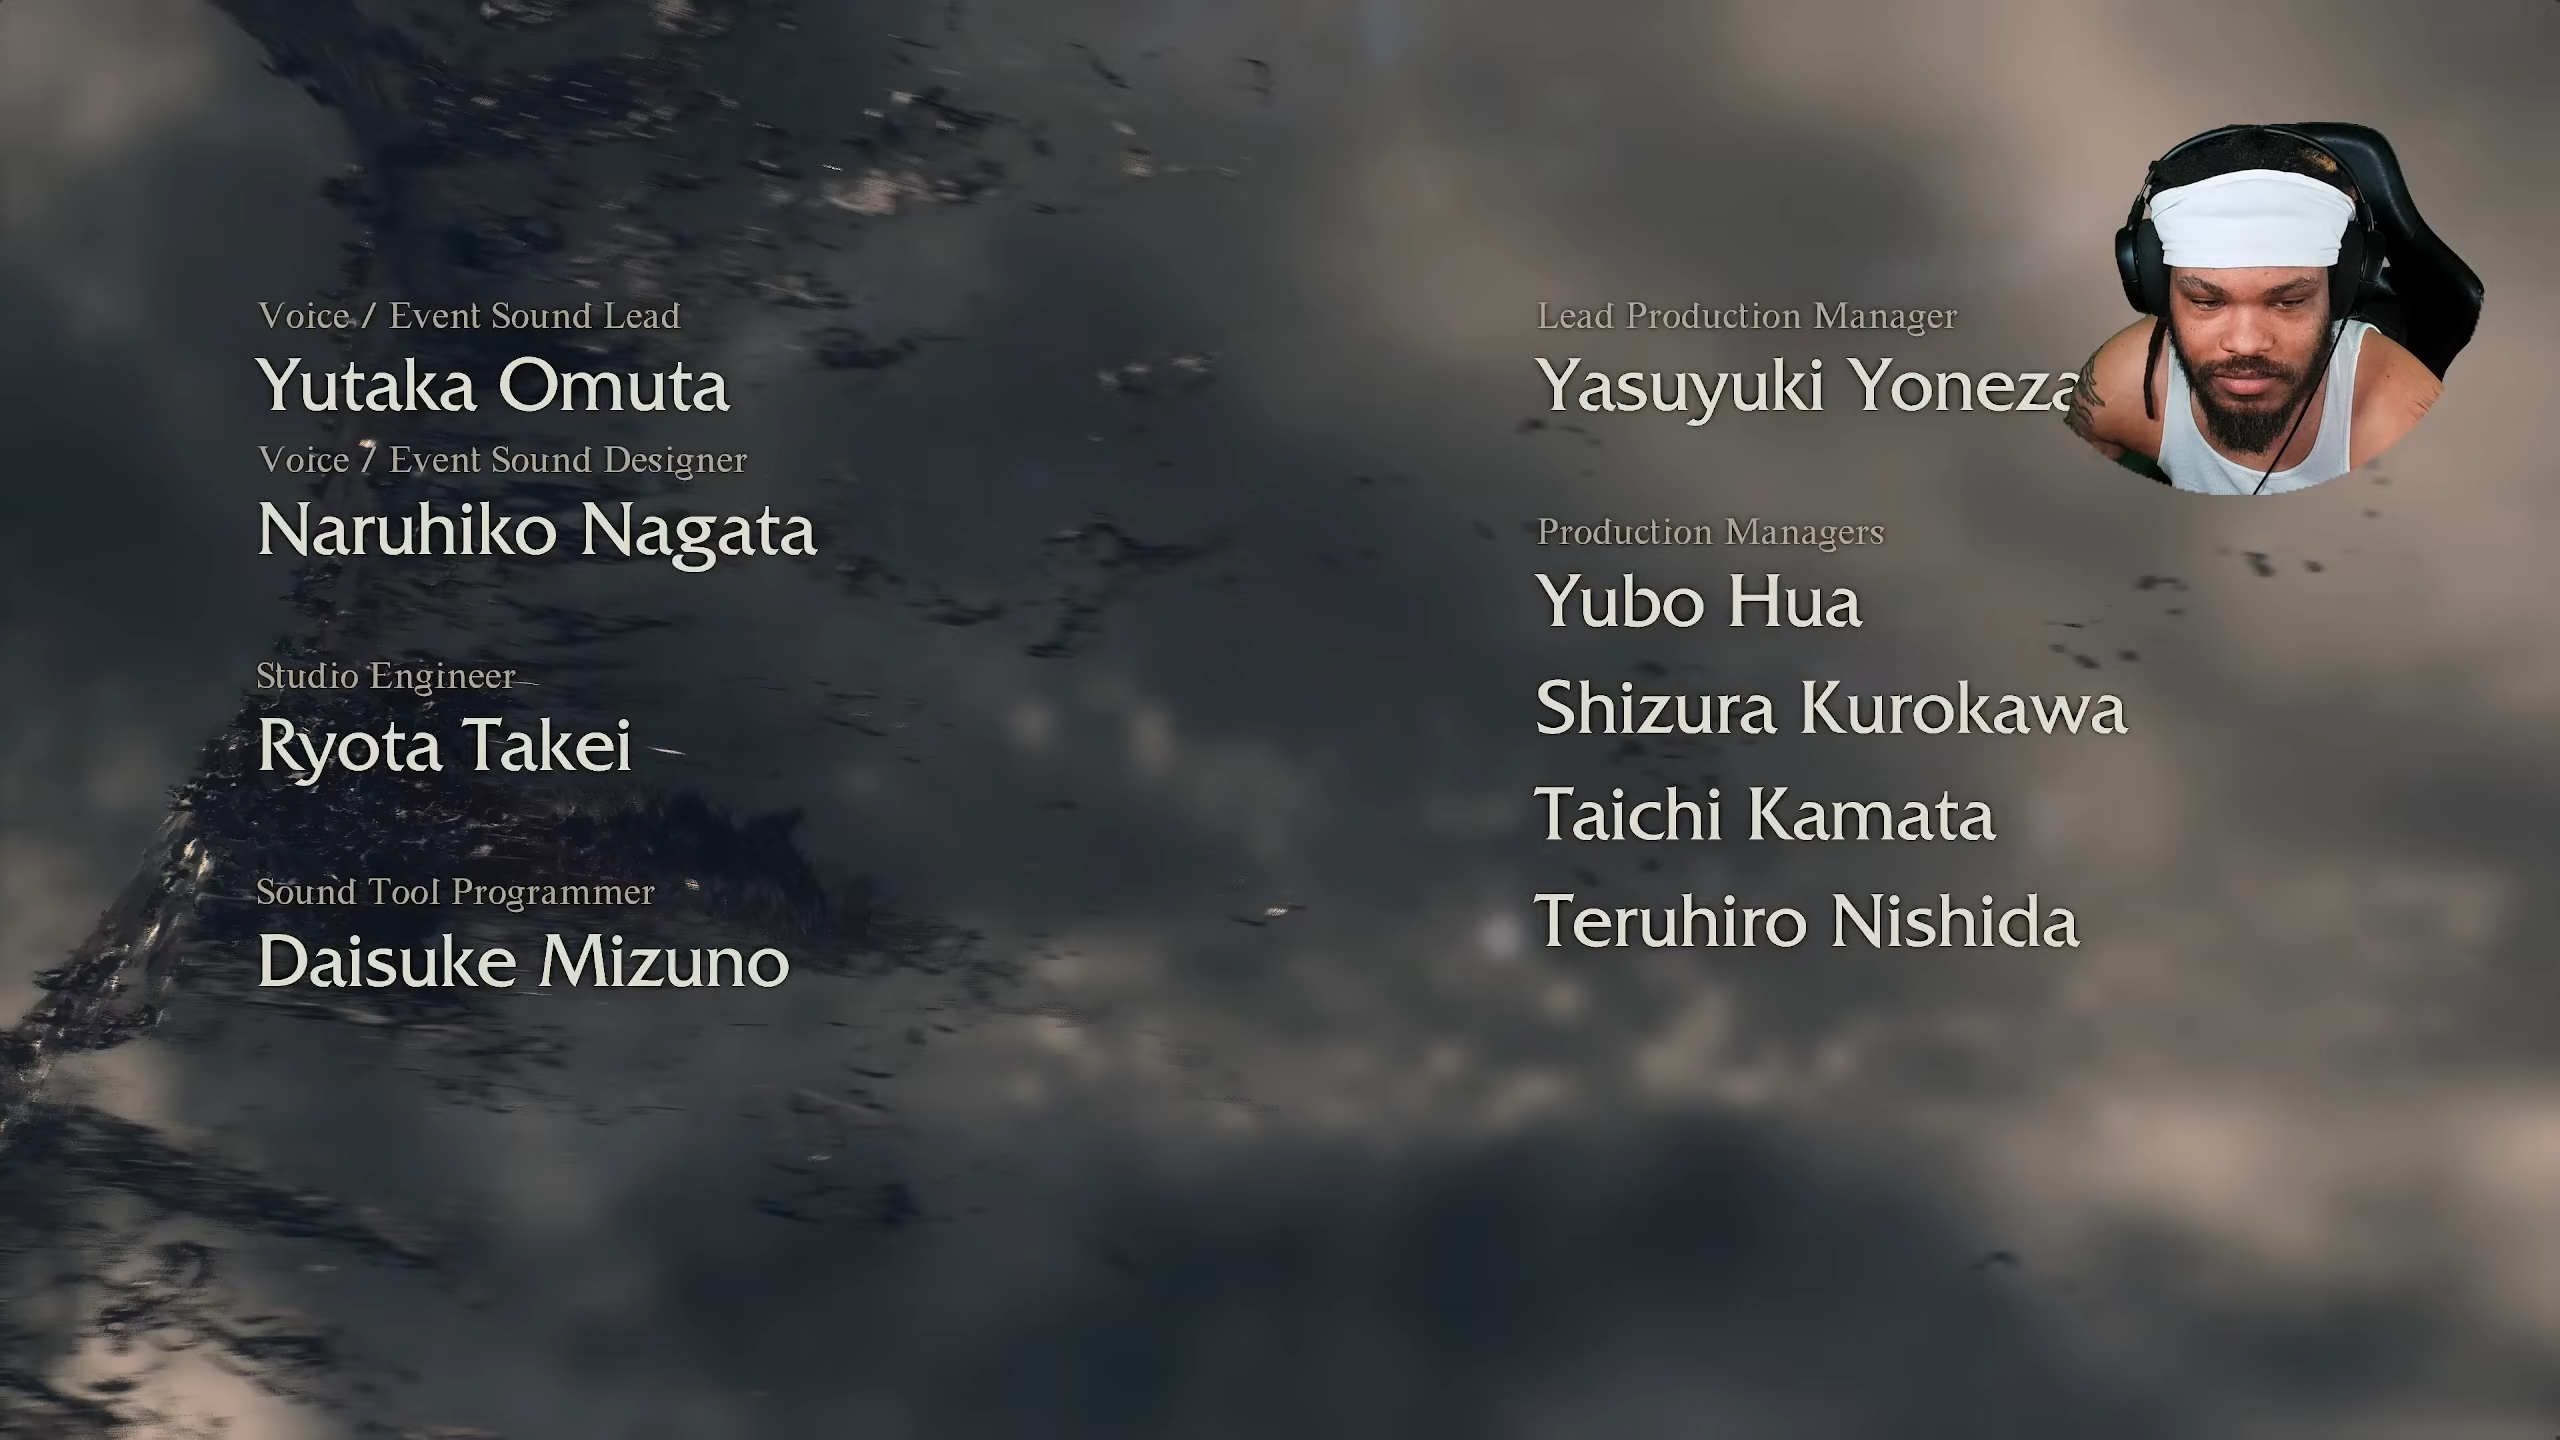 Voice / Event Sound Lead
Yutaka Omuta
Voice / Event Sound Designer
Naruhiko Nagata
Studio Engineer
Ryota Takei
Sound Tool Programmer
Daisuke Mizuno
Lead Production Manager
Yasuyuki
Production Managers
Yubo Hua
Shizura Kurokawa
Taichi Kamata
Teruhiro Nishida